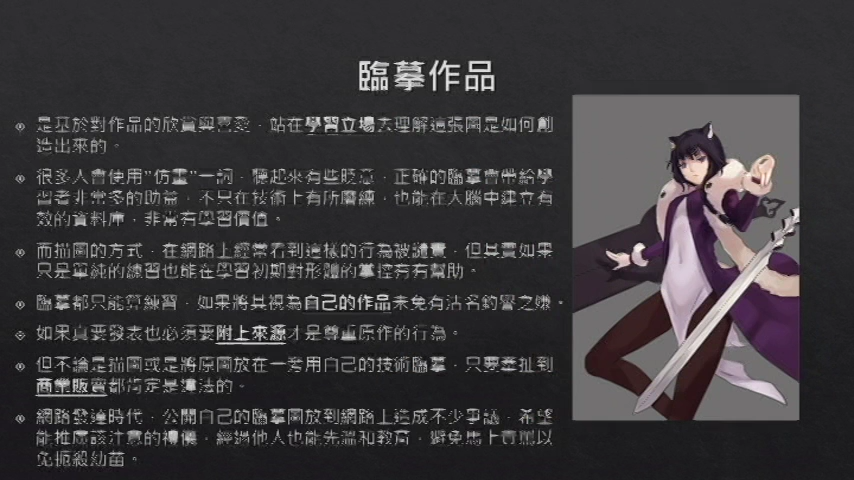 臨摹作品
是基於對作品的欣賞與喜愛，站在學習立場去理解這張圖是如何創
造出來的。
很多人會使用"仿畫"一詞，聽起來有些貶意，正確的臨摹會帶給學
習者非常多的助益，不只在技術上有所磨練，也能在人腦中建立有
效的資料庫，非常有學習價值。
而描圖的方式，在網路上經常看到這樣的行為被譴責，但其實如果
只是單純的練習也能在學習初期對形體的掌控有所幫助。
臨摹都只能算練習，如果將其視為自己的作品未免有沽名釣譽之嫌。
如果真要發表也必須要附上來源才是尊重原作的行為。
但不論是描圖或是將原圖放在一旁用自己的技術臨摹，只要牽扯到
商業販賣都肯定是違法的。
網路發達時代，公開自己的臨摹圖放到網路上造成不少爭議，希望
能推廣該注意的禮儀，經過他人也能先溫和教育，避免馬上責罵以
免扼殺幼苗。